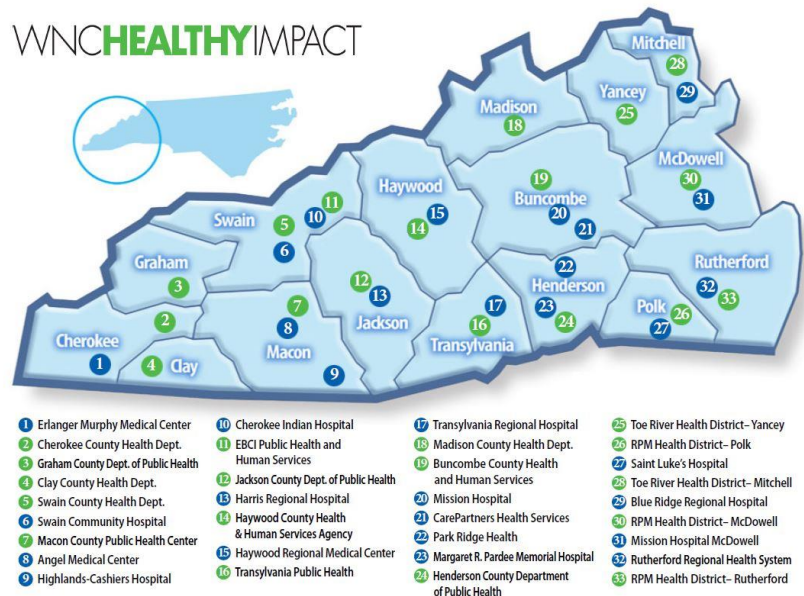 WNCHEALTHYIMPACT
Mitchell
28
29
Yancey
25
Madison
18
McDowell
30
31
Haywood
15
14
19
Buncombe
20
21
Swain
11
10
5
6
Graham
3
12
13
Jackson
22
Henderson
23
24
Rutherford
32
33
Polk
26
27
17
16
Transylvania
7
8
Macon
9
2
Cherokee
1
4
Clay
1 Erlanger Murphy Medical Center
2 Cherokee County Health Dept.
3 Graham County Dept. of Public Health
4 Clay County Health Dept.
5 Swain County Health Dept.
6 Swain Community Hospital
7 Macon County Public Health Center
8 Angel Medical Center
9 Highlands-Cashiers Hospital
10 Cherokee Indian Hospital
11 EBCI Public Health and
Human Services
12 Jackson County Dept. of Public Health
13 Harris Regional Hospital
14 Haywood County Health
& Human Services Agency
15 Haywood Regional Medical Center
16 Transylvania Public Health
17 Transylvania Regional Hospital
18 Madison County Health Dept.
19 Buncombe County Health
and Human Services
20 Mission Hospital
21 CarePartners Health Services
22 Park Ridge Health
23 Margaret R. Pardee Memorial Hospital
24 Henderson County Department
of Public Health
25 Toe River Health District– Yancey
26 RPM Health District– Polk
27 Saint Luke's Hospital
28 Toe River Health District– Mitchell
29 Blue Ridge Regional Hospital
30 RPM Health District– McDowell
31 Mission Hospital McDowell
32 Rutherford Regional Health System
33 RPM Health District– Rutherford